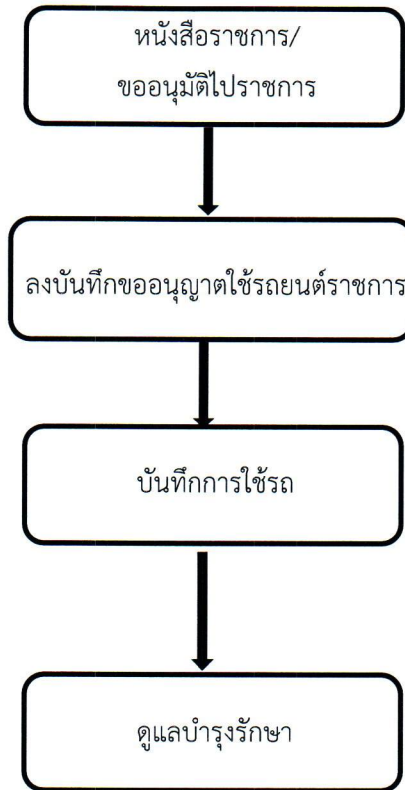 หนังสือราชการ/
ขออนุมัติไปราชการ
ลงบันทึกขออนุญาตใช้รถยนต์ราชการ
บันทึกการใช้รถ
ดูแลบำรุงรักษา